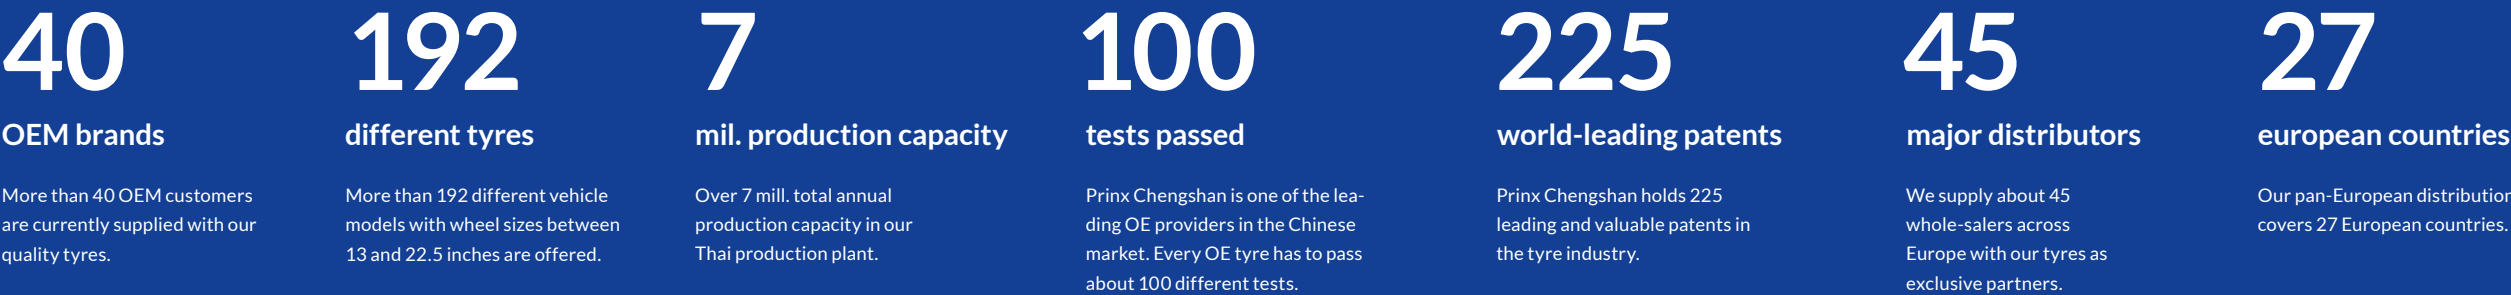 40
OEM brands
More than 40 OEM customers
are currently supplied with our
quality tyres.
192
different tyres
More than 192 different vehicle
models with wheel sizes between
13 and 22.5 inches are offered.
7
mil. production capacity
Over 7 mill. total annual
production capacity in our
Thai production plant.
100
tests passed
Prinx Chengshan is one of the lea-
ding OE providers in the Chinese
market. Every OE tyre has to pass
about 100 different tests.
225
world-leading patents
Prinx Chengshan holds 225
leading and valuable patents in
the tyre industry.
45
major distributors
We supply about 45
whole-salers across
Europe with our tyres as
exclusive partners.
27
european countries
Our pan-European distribution
covers 27 European countries.